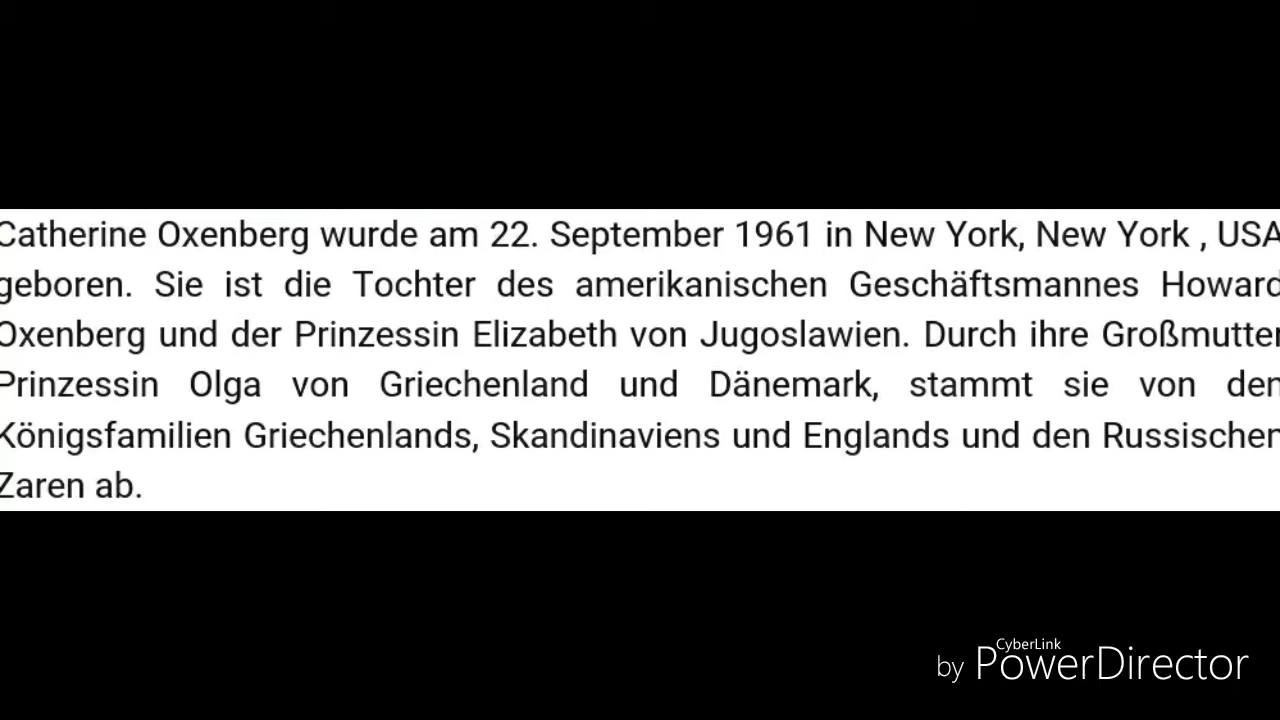 Catherine Oxenberg wurde am 22. September 1961 in New York, New York , USA
geboren. Sie ist die Tochter des amerikanischen Geschäftsmannes Howard
Oxenberg und der Prinzessin Elizabeth von Jugoslawien. Durch ihre Großmutter
Prinzessin Olga von Griechenland und Dänemark, stammt sie von den
Königsfamilien Griechenlands, Skandinaviens und Englands und den Russischen
Zaren ab.
CyberLink
by PowerDirector